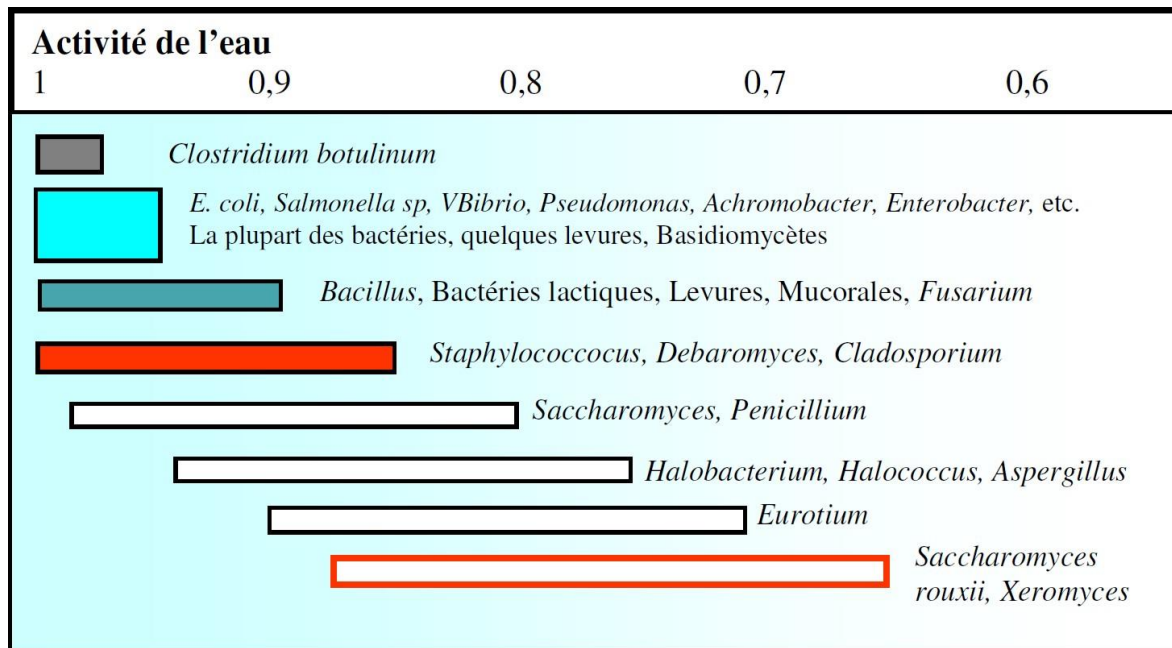 Activité de l'eau
1 0,9 0,8 0,7 0,6
Clostridium botulinum
E. coli, Salmonella sp, VBibrio, Pseudomonas, Achromobacter, Enterobacter, etc.
La plupart des bactéries, quelques levures, Basidiomycètes
Bacillus, Bactéries lactiques, Levures, Mucorales, Fusarium
Staphylococcocus, Debaromyces, Cladosporium
Saccharomyces, Penicillium
Halobacterium, Halococcus, Aspergillus
Eurotium
Saccharomyces
rouxii, Xeromyces